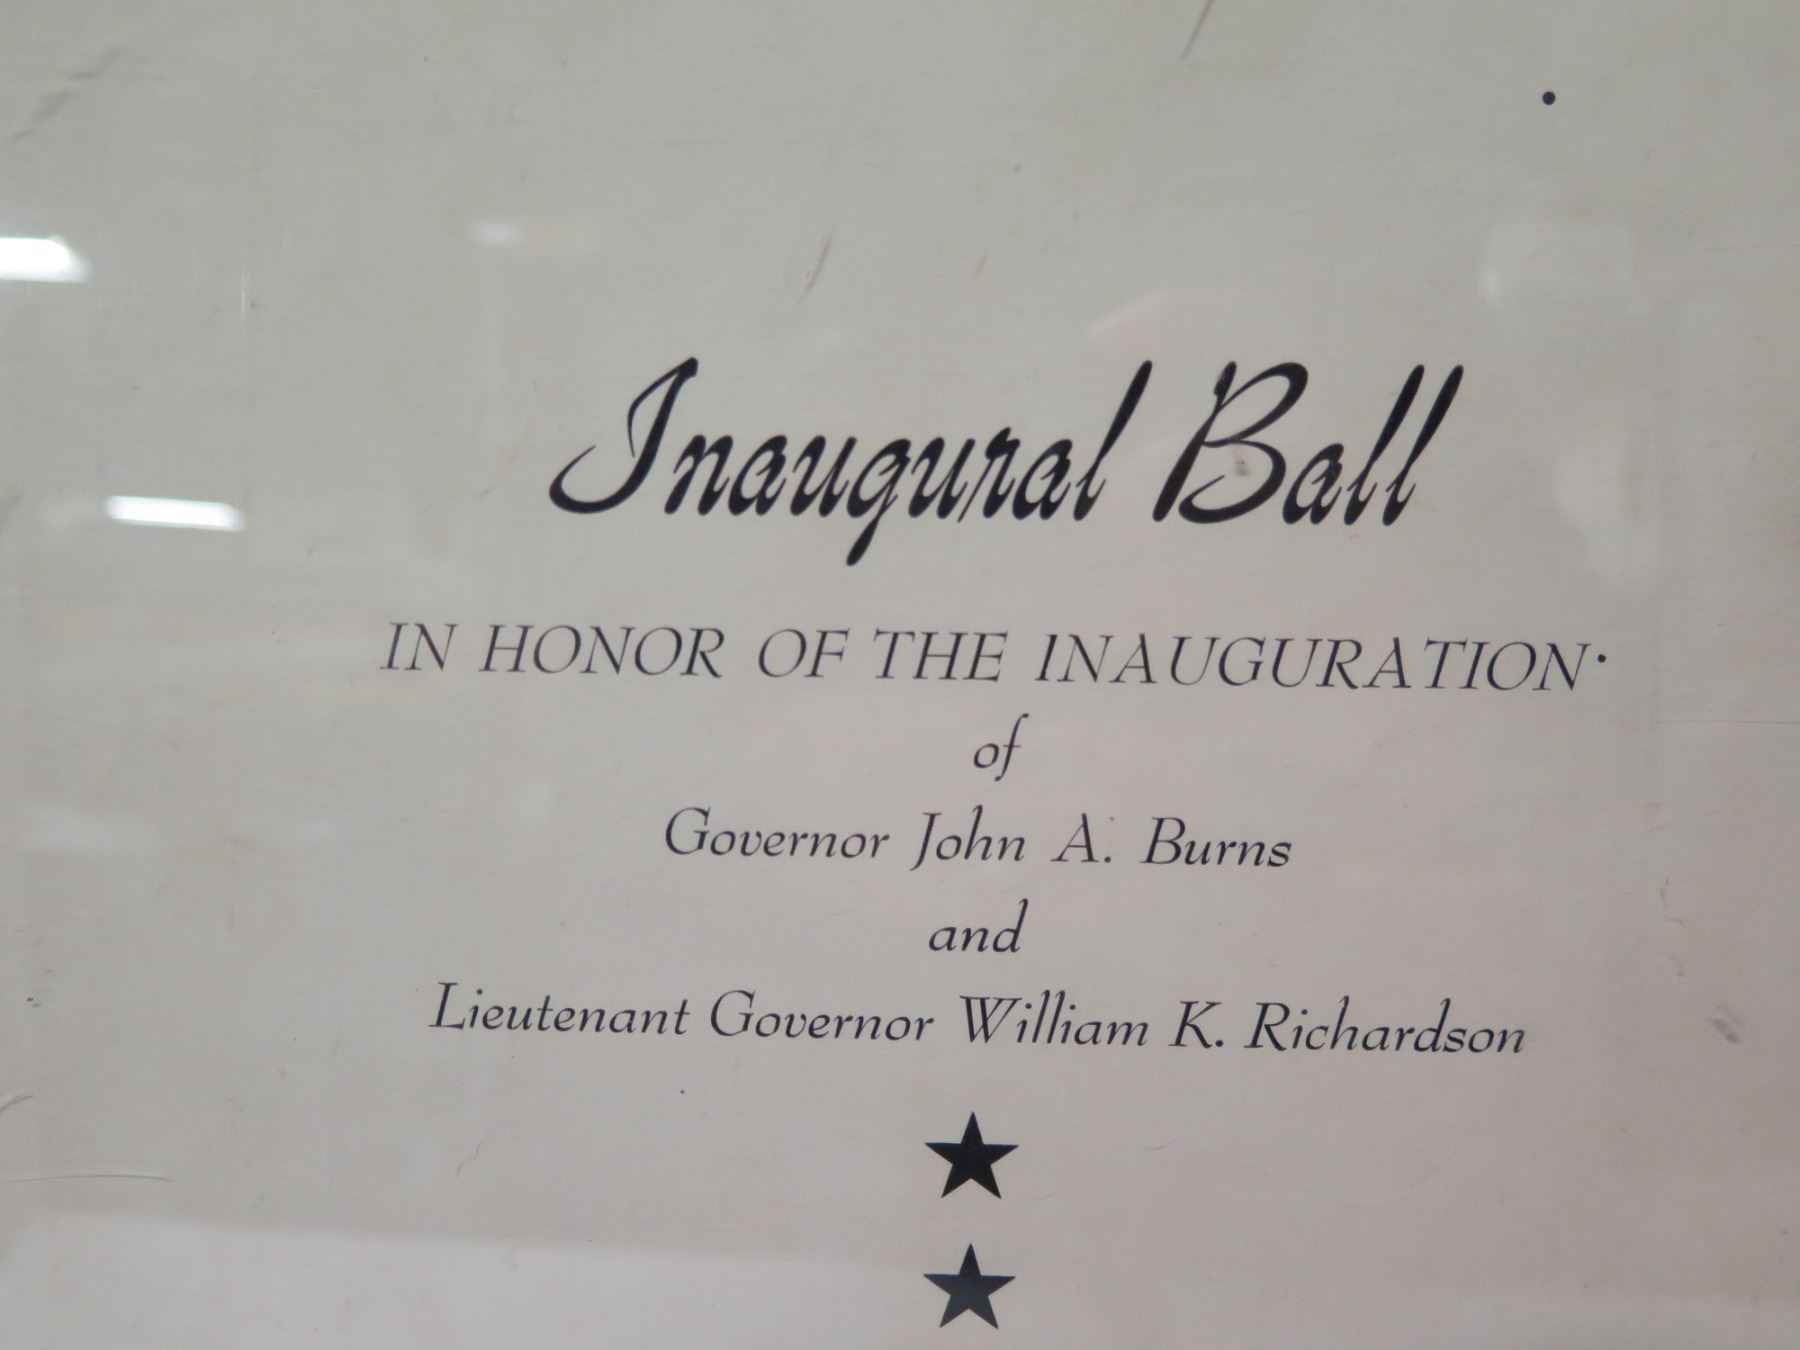 Inaugural Ball
IN HONOR OF THE INAUGURATION
of
Governor John A. Burns
and
Lieutenant Governor William K. Richardson